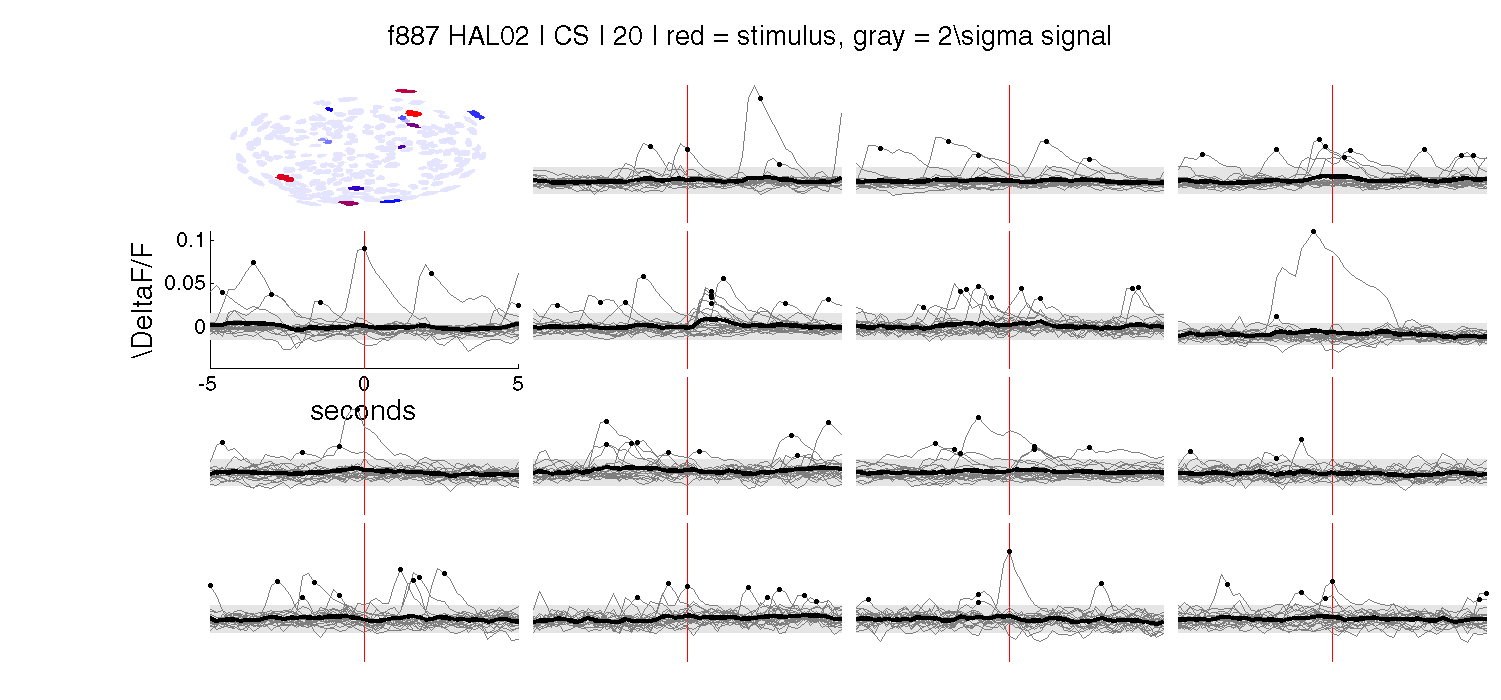 f887 HAL02 | CS | 20 | red = stimulus, gray = 2\sigma signal
\DeltaF/F
0.1
0.05
0
-5
0
5
seconds